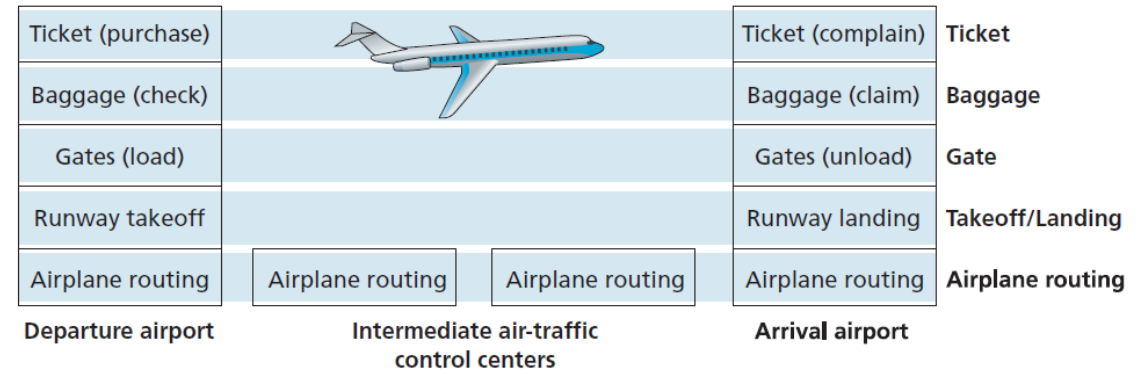 Ticket (purchase) Ticket (complain) Ticket
Baggage (check) Baggage (claim) Baggage
Gates (load) Gates (unload) Gate
Runway takeoff Runway landing Takeoff/Landing
Airplane routing Airplane routing Airplane routing Airplane routing Airplane routing
Departure airport Intermediate air-traffic Arrival airport
control centers